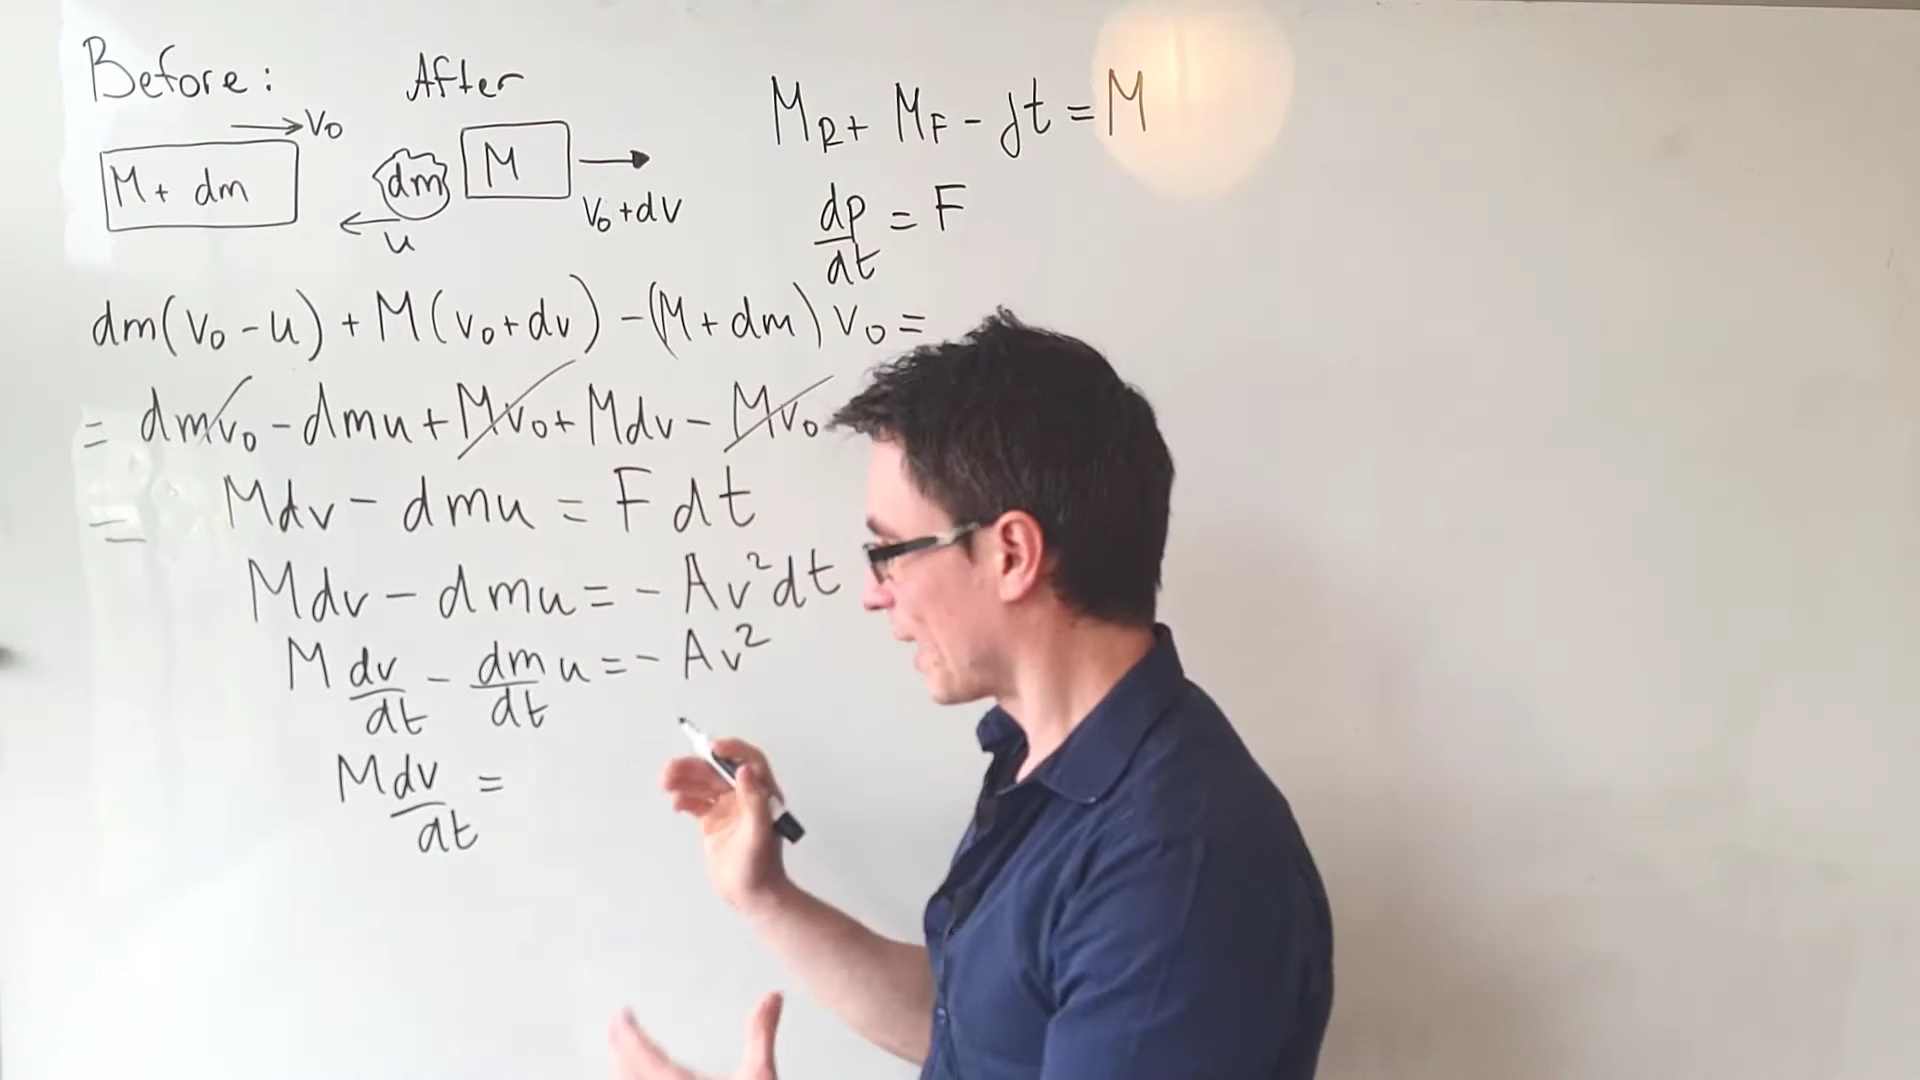 Before:
After
→ V₀
M + dm
dm
M
u
V₀ + dV
M_R + M_F - ft = M
dp/dt = F
dm(v₀ - u) + M(v₀ + dv) - (M + dm)v₀ =
= dmv₀ - dmu + Mv₀ + Mdv - Mv₀
= Mdv - dmu = Fdt
Mdv - dmu = - Av²dt
M dv/dt - dm/dt u = - Av²
M dv/dt =